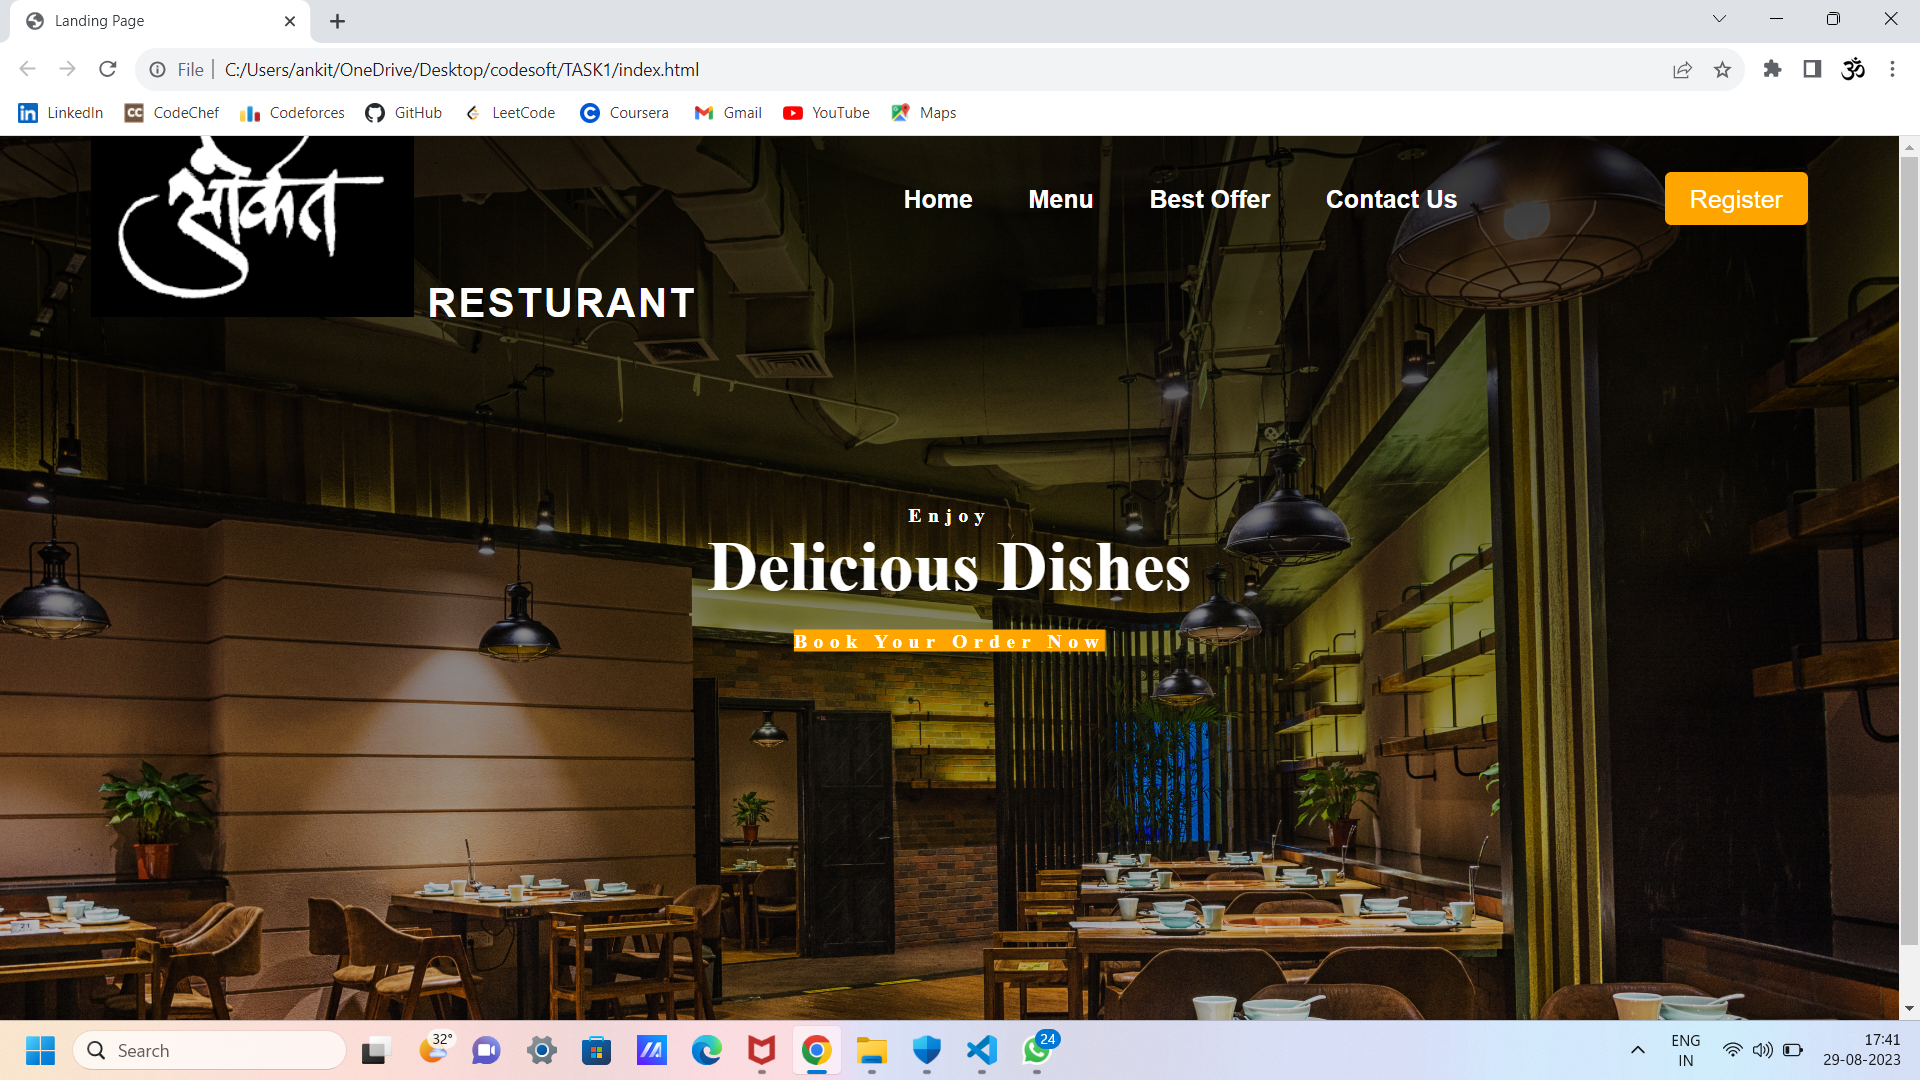 Landing Page
File
C:/Users/ankit/OneDrive/Desktop/codesoft/TASK1/index.html
LinkedIn CodeChef Codeforces GitHub LeetCode Coursera Gmail YouTube Maps
Home Menu Best Offer Contact Us Register
RESTURANT
Enjoy
Delicious Dishes
Book Your Order Now
Search 32° 24 ENG 17:41
IN 29-08-2023